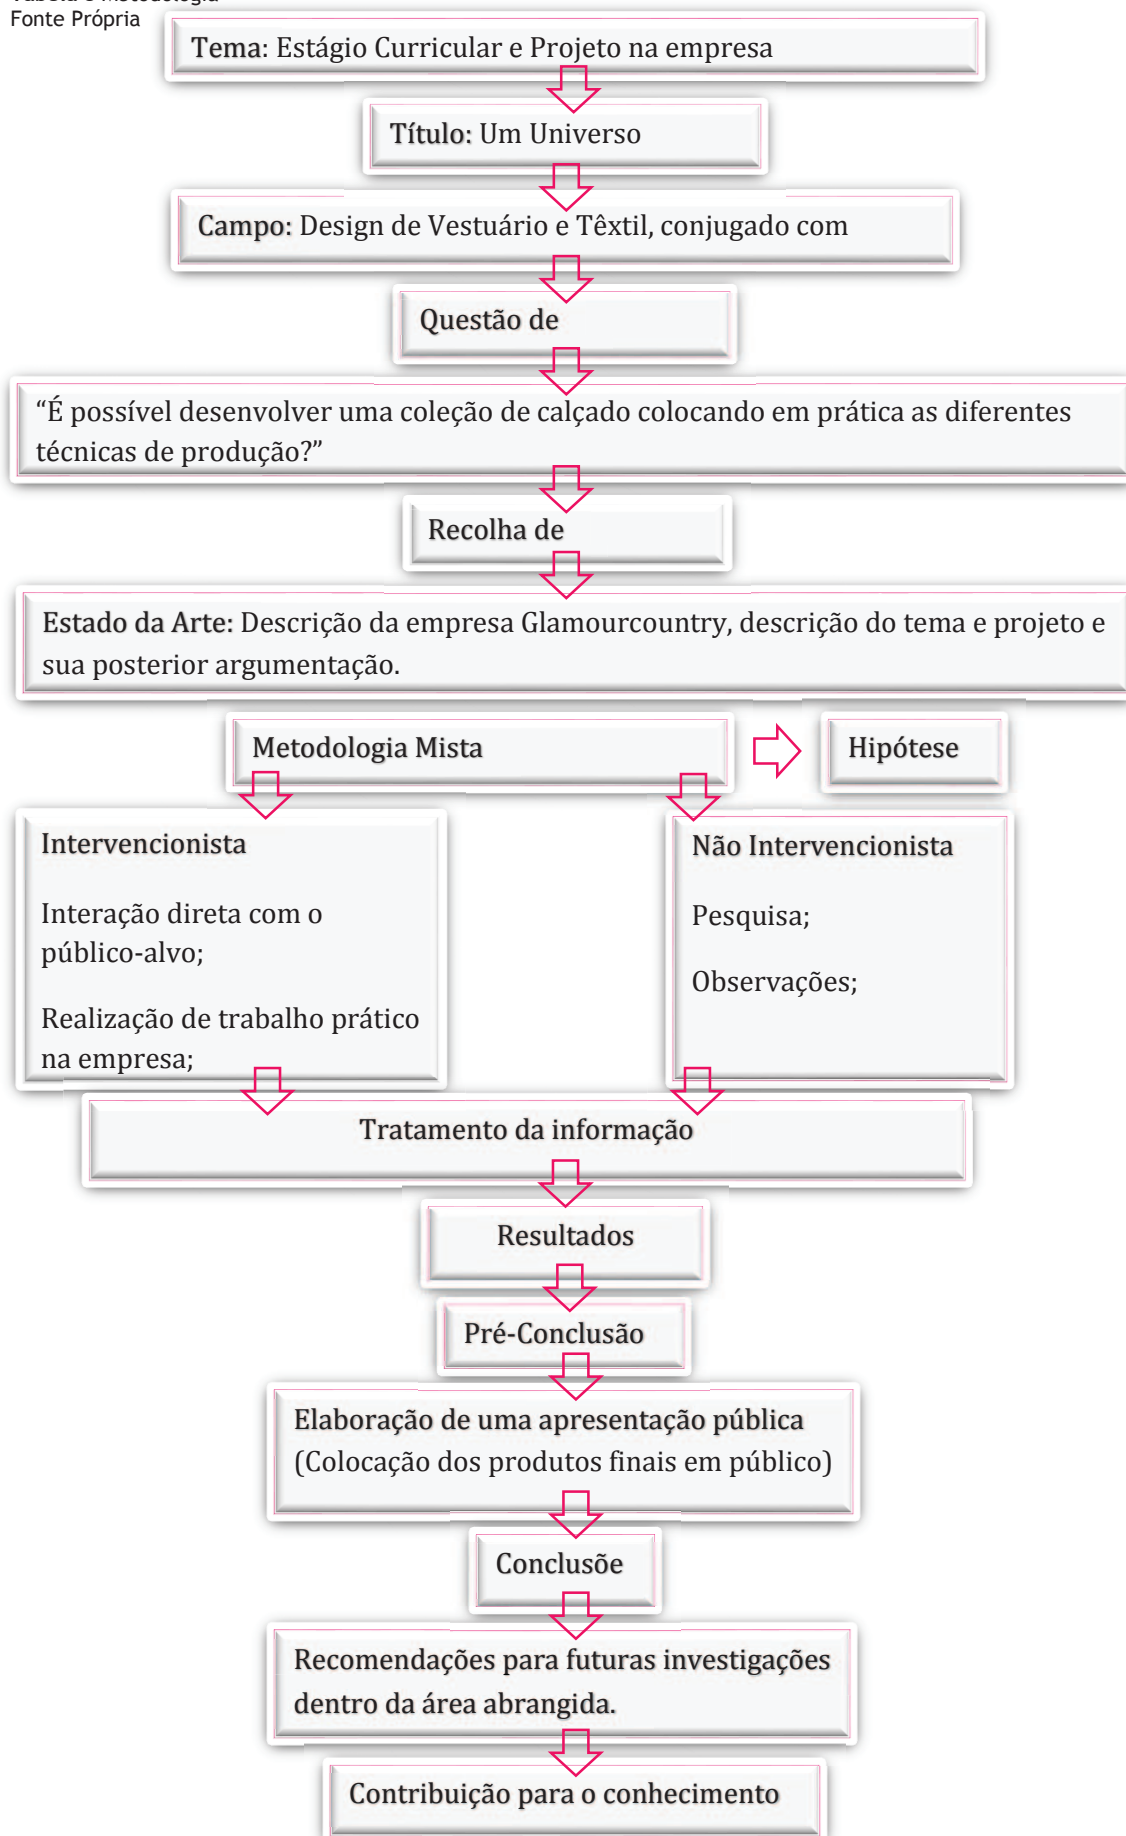 Fonte Própria
Tema: Estágio Curricular e Projeto na empresa
Título: Um Universo
Campo: Design de Vestuário e Têxtil, conjugado com
Questão de
“É possível desenvolver uma coleção de calçado colocando em prática as diferentes
técnicas de produção?”
Recolha de
Estado da Arte: Descrição da empresa Glamourcountry, descrição do tema e projeto e
sua posterior argumentação.
Metodologia Mista
Hipótese
Intervencionista
Interação direta com o
público-alvo;
Realização de trabalho prático
na empresa;
Não Intervencionista
Pesquisa;
Observações;
Tratamento da informação
Resultados
Pré-Conclusão
Elaboração de uma apresentação pública
(Colocação dos produtos finais em público)
Conclusõe
Recomendações para futuras investigações
dentro da área abrangida.
Contribuição para o conhecimento